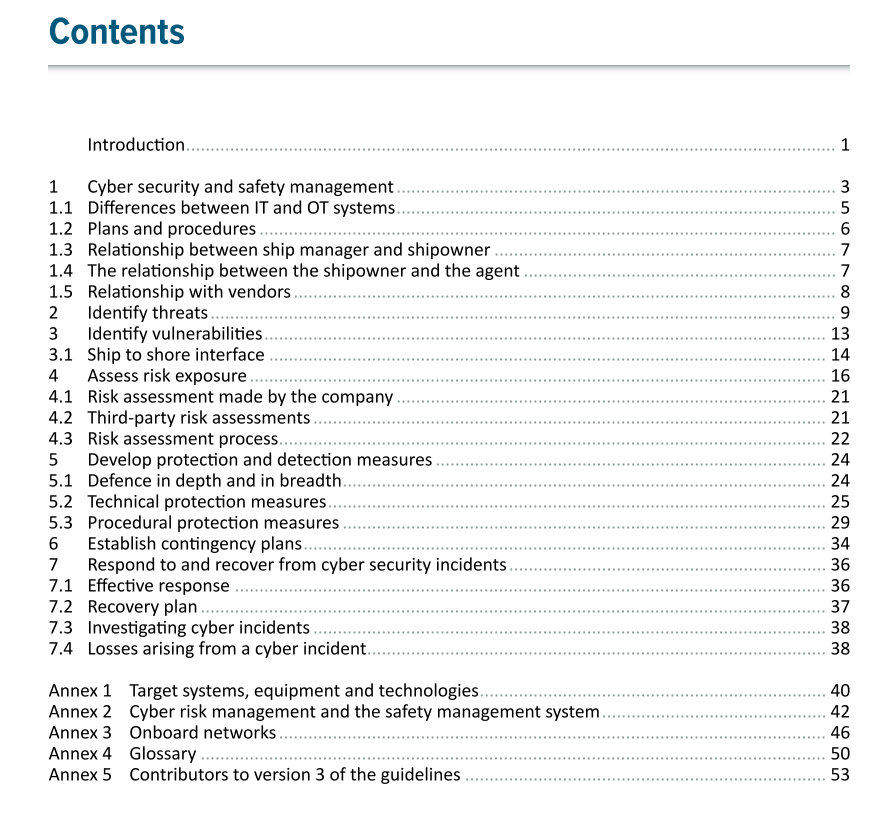 Contents
Introduction 1
1 Cyber security and safety management 3
1.1 Differences between IT and OT systems 5
1.2 Plans and procedures 6
1.3 Relationship between ship manager and shipowner 7
1.4 The relationship between the shipowner and the agent 7
1.5 Relationship with vendors 8
2 Identify threats 9
3 Identify vulnerabilities 13
3.1 Ship to shore interface 14
4 Assess risk exposure 16
4.1 Risk assessment made by the company 21
4.2 Third-party risk assessments 21
4.3 Risk assessment process 22
5 Develop protection and detection measures 24
5.1 Defence in depth and in breadth 24
5.2 Technical protection measures 25
5.3 Procedural protection measures 29
6 Establish contingency plans 34
7 Respond to and recover from cyber security incidents 36
7.1 Effective response 36
7.2 Recovery plan 37
7.3 Investigating cyber incidents 38
7.4 Losses arising from a cyber incident 38
Annex 1 Target systems, equipment and technologies 40
Annex 2 Cyber risk management and the safety management system 42
Annex 3 Onboard networks 46
Annex 4 Glossary 50
Annex 5 Contributors to version 3 of the guidelines 53